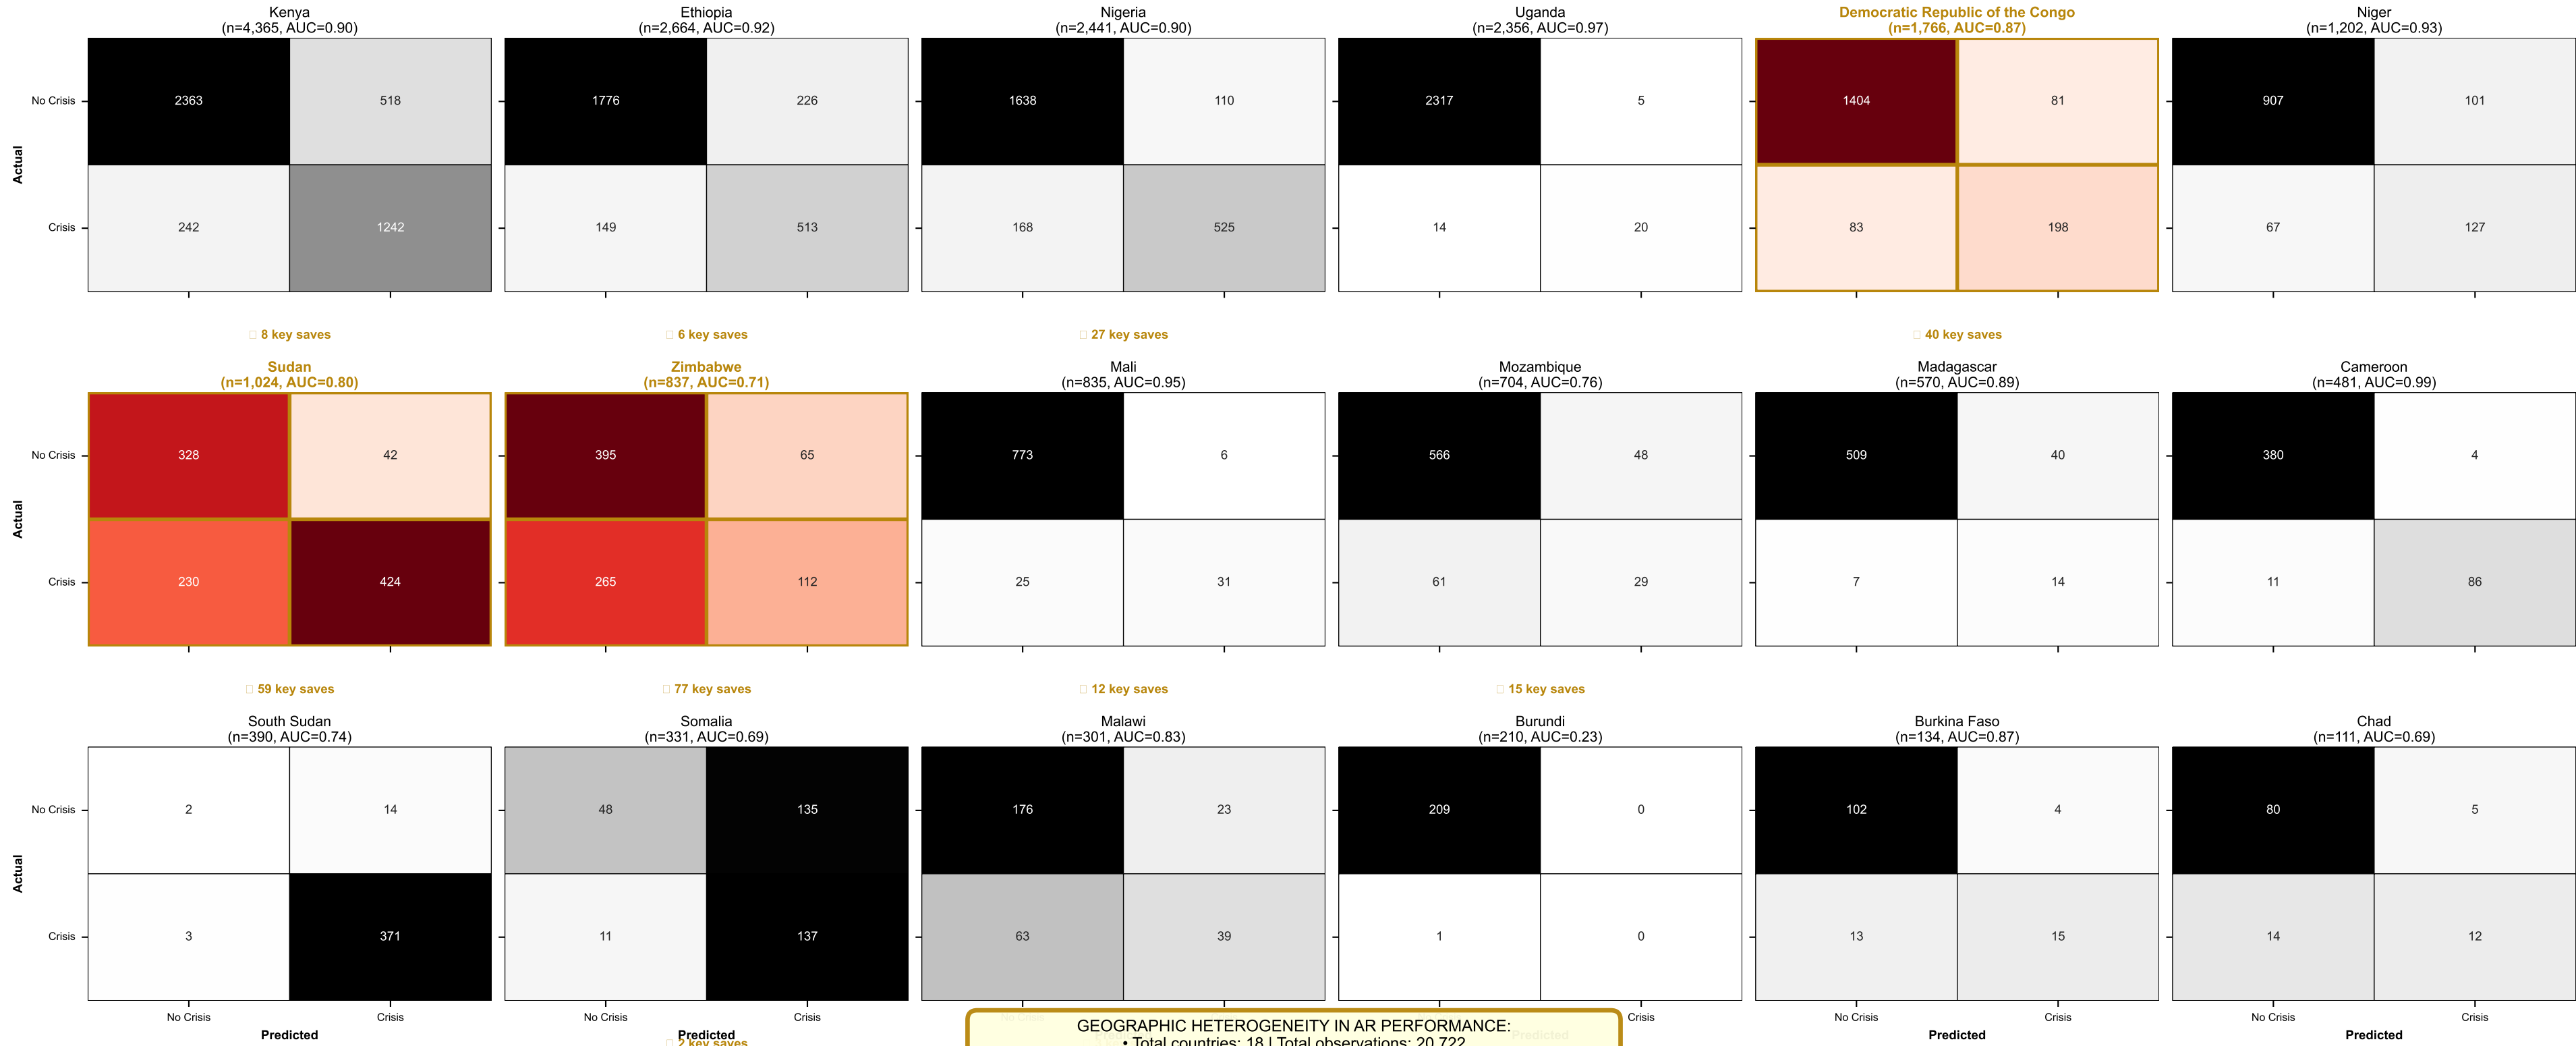 Kenya
(n=4,365, AUC=0.90)
Ethiopia
(n=2,664, AUC=0.92)
Nigeria
(n=2,441, AUC=0.90)
Uganda
(n=2,356, AUC=0.97)
Democratic Republic of the Congo
(n=1,766, AUC=0.87)
Niger
(n=1,202, AUC=0.93)
Actual
No Crisis
2363 518
1776 226
1638 110
2317 5
1404 81
907 101
Crisis
242 1242
149 513
168 525
14 20
83 198
67 127
8 key saves
6 key saves
27 key saves
40 key saves
Sudan
(n=1,024, AUC=0.80)
Zimbabwe
(n=837, AUC=0.71)
Mali
(n=835, AUC=0.95)
Mozambique
(n=704, AUC=0.76)
Madagascar
(n=570, AUC=0.89)
Cameroon
(n=481, AUC=0.99)
Actual
No Crisis
328 42
395 65
773 6
566 48
509 40
380 4
Crisis
230 424
265 112
25 31
61 29
7 14
11 86
59 key saves
77 key saves
12 key saves
15 key saves
South Sudan
(n=390, AUC=0.74)
Somalia
(n=331, AUC=0.69)
Malawi
(n=301, AUC=0.83)
Burundi
(n=210, AUC=0.23)
Burkina Faso
(n=134, AUC=0.87)
Chad
(n=111, AUC=0.69)
Actual
No Crisis
2 14
48 135
176 23
209 0
102 4
80 5
Crisis
3 371
11 137
63 39
1 0
13 15
14 12
No Crisis Crisis
No Crisis Crisis
Crisis
No Crisis Crisis
No Crisis Crisis
Predicted
Predicted
Predicted
Predicted
2 key saves
GEOGRAPHIC HETEROGENEITY IN AR PERFORMANCE:
• Total countries: 18 | Total observations: 20,722